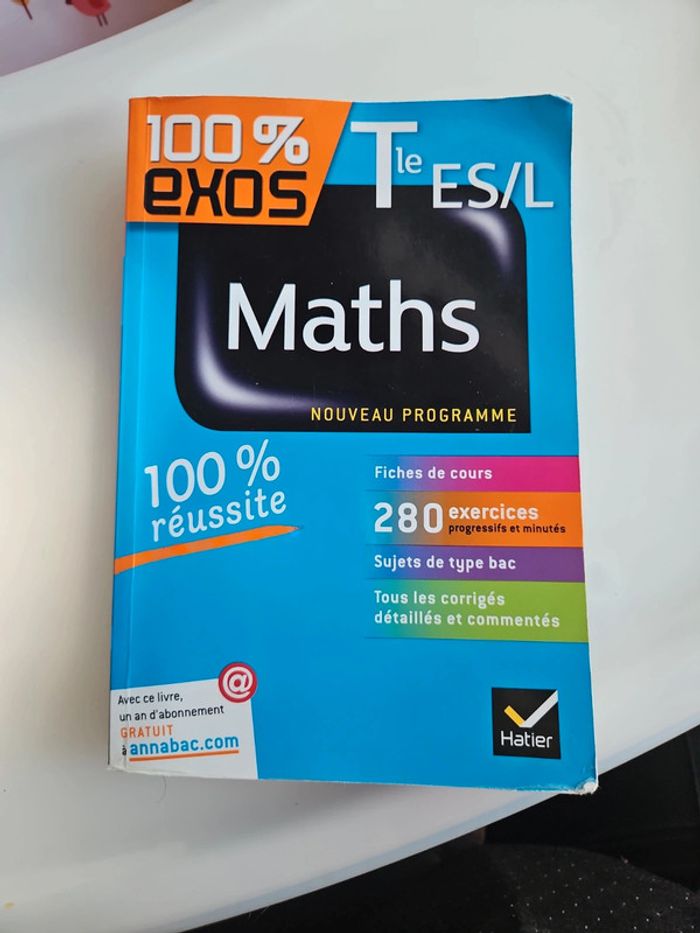 100 %
exos
Tle ES/L
Maths
NOUVEAU PROGRAMME
100 %
réussite
Fiches de cours
280 exercices
progressifs et minutés
Sujets de type bac
Tous les corrigés
détaillés et commentés
@
Avec ce livre,
un an d'abonnement
GRATUIT
à annabac.com
Hatier